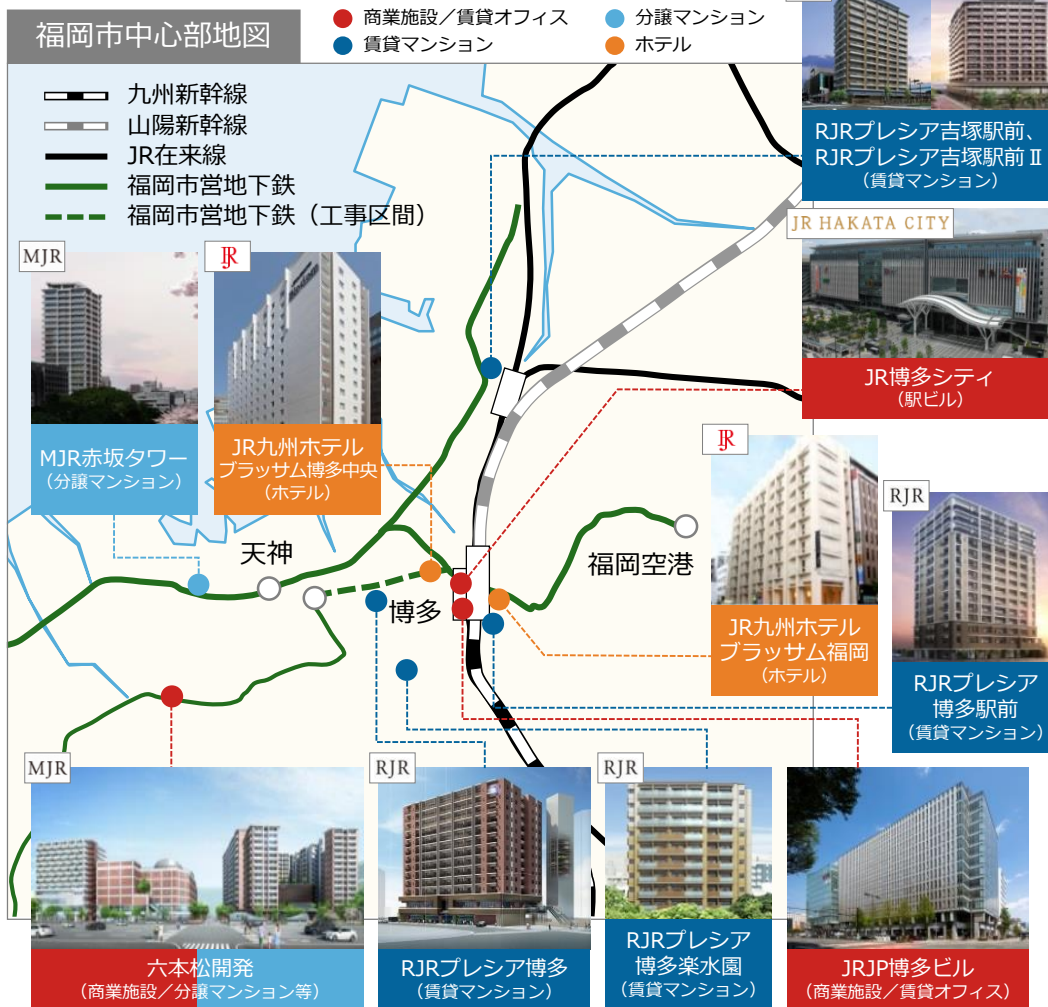 福岡市中心部地図
商業施設／賃貸オフィス
分譲マンション
賃貸マンション
ホテル
九州新幹線
山陽新幹線
JR在来線
福岡市営地下鉄
福岡市営地下鉄（工事区間）
RJRプレシア吉塚駅前、
RJRプレシア吉塚駅前Ⅱ
（賃貸マンション）
JR HAKATA CITY
JR博多シティ
（駅ビル）
MJR
MJR赤坂タワー
（分譲マンション）
JR
JR九州ホテル
ブラッサム博多中央
（ホテル）
天神
博多
福岡空港
JR
JR九州ホテル
ブラッサム福岡
（ホテル）
RJR
RJRプレシア
博多駅前
（賃貸マンション）
MJR
六本松開発
（商業施設／分譲マンション等）
RJR
RJRプレシア博多
（賃貸マンション）
RJR
RJRプレシア
博多楽水園
（賃貸マンション）
JRJP博多ビル
（商業施設／賃貸オフィス）